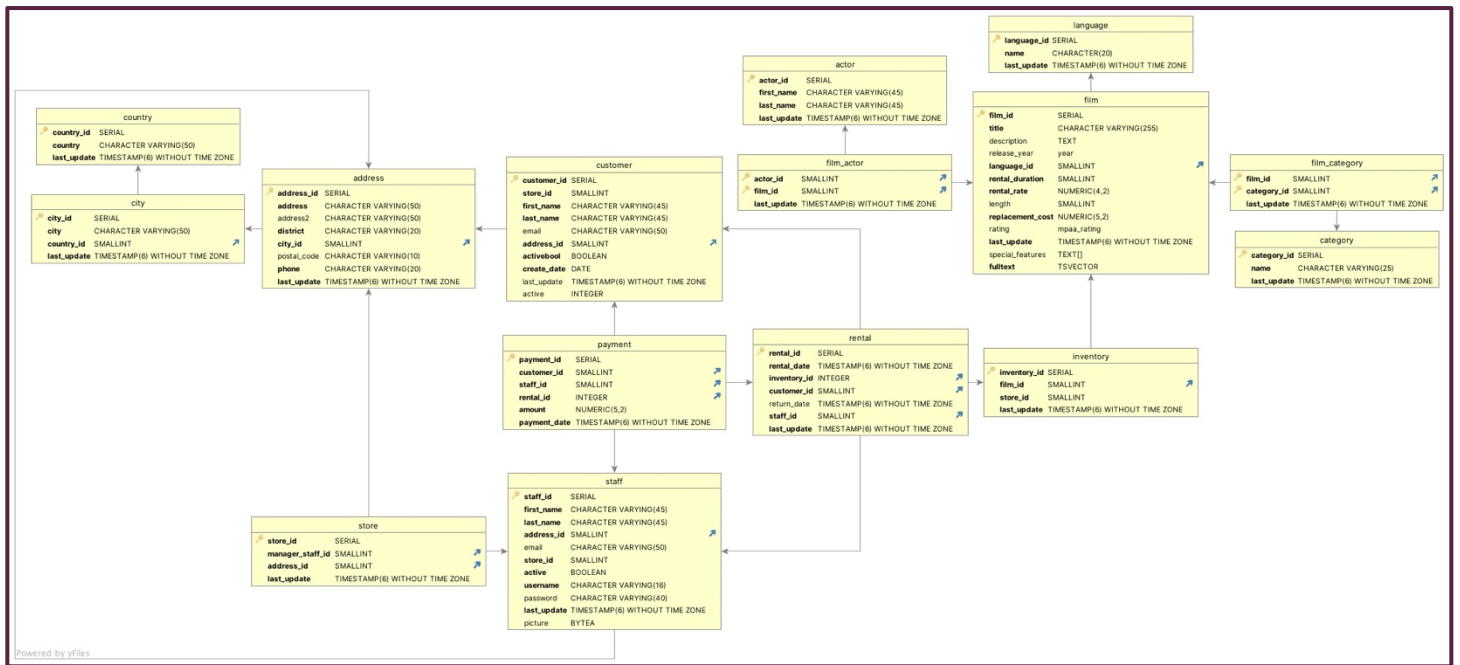 language
language_id SERIAL
name CHARACTER(20)
last_update TIMESTAMP(6) WITHOUT TIME ZONE
actor
actor_id SERIAL
first_name CHARACTER VARYING(45)
last_name CHARACTER VARYING(45)
last_update TIMESTAMP(6) WITHOUT TIME ZONE
film
film_id SERIAL
title CHARACTER VARYING(255)
description TEXT
release_year year
language_id SMALLINT
rental_duration SMALLINT
rental_rate NUMERIC(4,2)
length SMALLINT
replacement_cost NUMERIC(5,2)
rating mpaa_rating
last_update TIMESTAMP(6) WITHOUT TIME ZONE
special_features TEXT[]
fulltext TSVECTOR
country
country_id SERIAL
country CHARACTER VARYING(50)
last_update TIMESTAMP(6) WITHOUT TIME ZONE
city
city_id SERIAL
city CHARACTER VARYING(50)
country_id SMALLINT
last_update TIMESTAMP(6) WITHOUT TIME ZONE
address
address_id SERIAL
address CHARACTER VARYING(50)
address2 CHARACTER VARYING(50)
district CHARACTER VARYING(20)
city_id SMALLINT
postal_code CHARACTER VARYING(10)
phone CHARACTER VARYING(20)
last_update TIMESTAMP(6) WITHOUT TIME ZONE
customer
customer_id SERIAL
store_id SMALLINT
first_name CHARACTER VARYING(45)
last_name CHARACTER VARYING(45)
email CHARACTER VARYING(50)
address_id SMALLINT
activebool BOOLEAN
create_date DATE
last_update TIMESTAMP(6) WITHOUT TIME ZONE
active INTEGER
film_actor
actor_id SMALLINT
film_id SMALLINT
last_update TIMESTAMP(6) WITHOUT TIME ZONE
film_category
film_id SMALLINT
category_id SMALLINT
last_update TIMESTAMP(6) WITHOUT TIME ZONE
category
category_id SERIAL
name CHARACTER VARYING(25)
last_update TIMESTAMP(6) WITHOUT TIME ZONE
payment
payment_id SERIAL
customer_id SMALLINT
staff_id SMALLINT
rental_id INTEGER
amount NUMERIC(5,2)
payment_date TIMESTAMP(6) WITHOUT TIME ZONE
rental
rental_id SERIAL
rental_date TIMESTAMP(6) WITHOUT TIME ZONE
inventory_id INTEGER
customer_id SMALLINT
return_date TIMESTAMP(6) WITHOUT TIME ZONE
staff_id SMALLINT
last_update TIMESTAMP(6) WITHOUT TIME ZONE
inventory
inventory_id SERIAL
film_id SMALLINT
store_id SMALLINT
last_update TIMESTAMP(6) WITHOUT TIME ZONE
store
store_id SERIAL
manager_staff_id SMALLINT
address_id SMALLINT
last_update TIMESTAMP(6) WITHOUT TIME ZONE
staff
staff_id SERIAL
first_name CHARACTER VARYING(45)
last_name CHARACTER VARYING(45)
address_id SMALLINT
email CHARACTER VARYING(50)
store_id SMALLINT
active BOOLEAN
username CHARACTER VARYING(16)
password CHARACTER VARYING(40)
last_update TIMESTAMP(6) WITHOUT TIME ZONE
picture BYTEA
Powered by yFiles